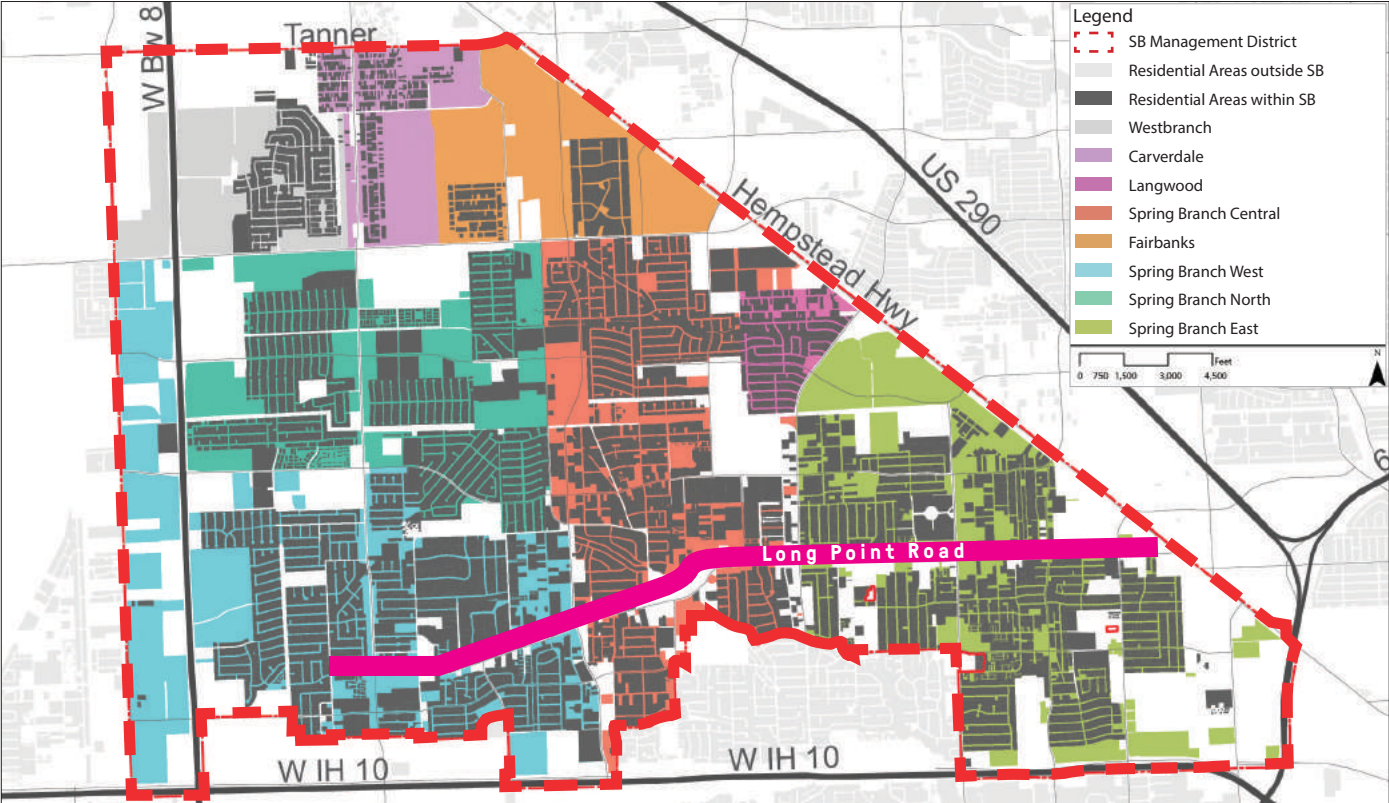 Tanner
W Bw 8
US 290
Hempstead Hwy
6
Long Point Road
W IH 10
W IH 10
Legend
SB Management District
Residential Areas outside SB
Residential Areas within SB
Westbranch
Carverdale
Langwood
Spring Branch Central
Fairbanks
Spring Branch West
Spring Branch North
Spring Branch East
Feet
0 750 1,500 3,000 4,500
N